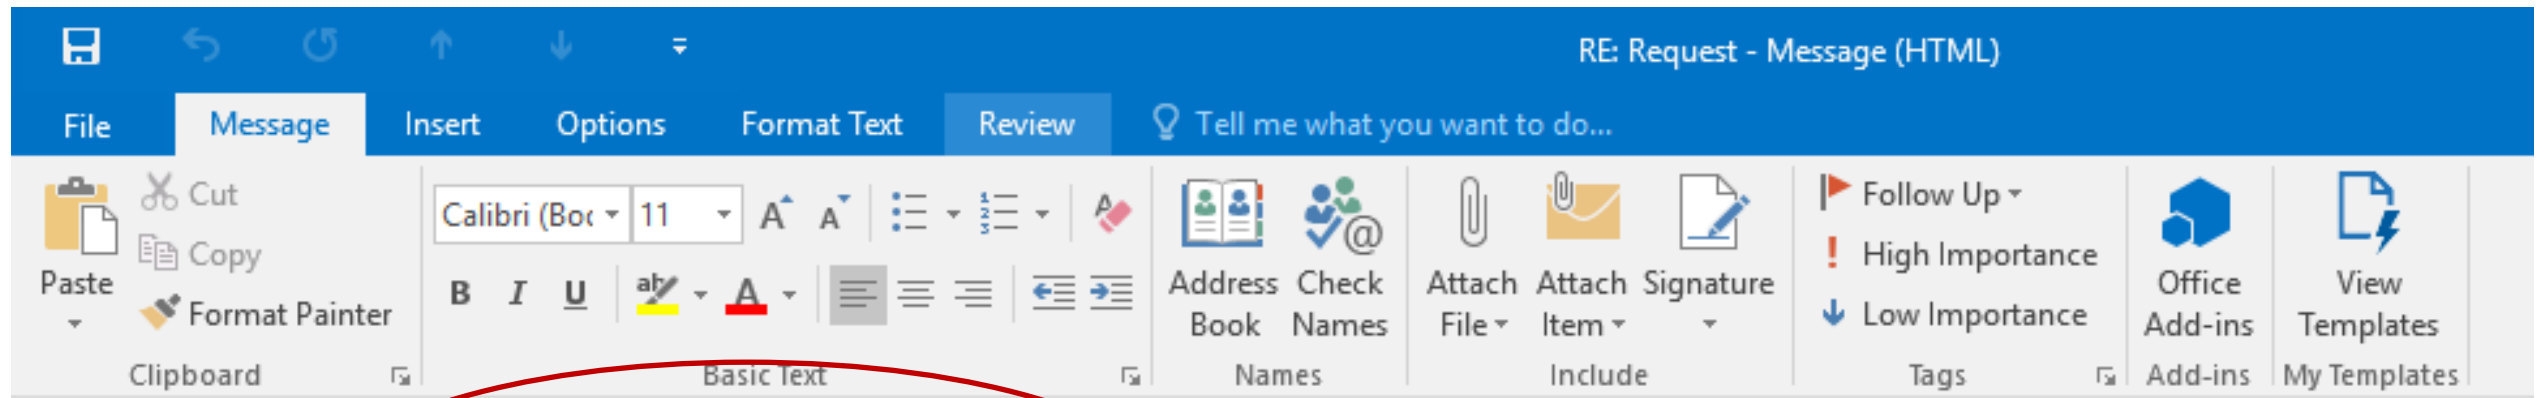 RE: Request - Message (HTML)
File Message Insert Options Format Text Review Tell me what you want to do...
Cut
Copy
Paste
Format Painter
Clipboard
Calibri (Boc 11
B I U
Basic Text
Address Book
Check Names
Names
Attach File
Attach Item
Signature
Include
Follow Up
High Importance
Low Importance
Tags
Office Add-ins
Add-ins
View Templates
My Templates